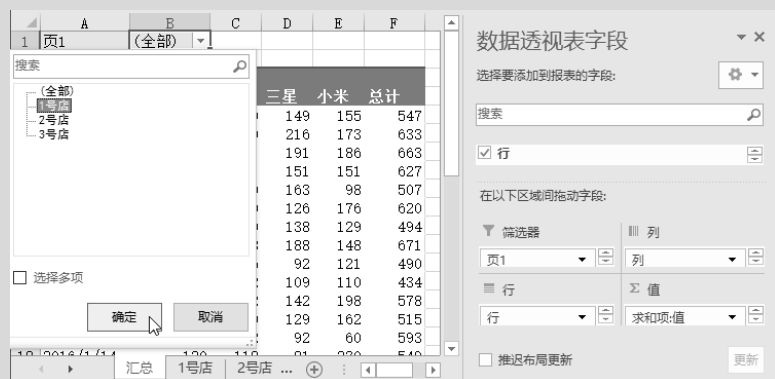 A B C D E F
1 页1 (全部)
搜索
(全部)
1号店
2号店
3号店
选择多项
确定 取消
三星 小米 总计
149 155 547
216 173 633
191 186 663
151 151 627
163 98 507
126 176 620
138 129 494
188 148 671
92 121 490
109 110 434
142 198 578
129 162 515
92 60 593
汇总 1号店 2号店 ...
数据透视表字段
选择要添加到报表的字段:
搜索
行
在以下区域间拖动字段:
筛选器 列
页1 列
行 Σ 值
行 求和项:值
推迟布局更新 更新